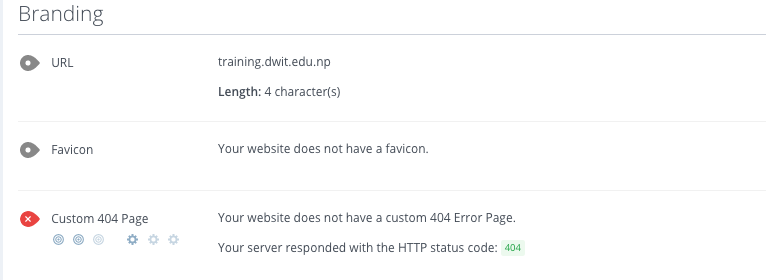 Branding
URL
training.dwit.edu.np
Length: 4 character(s)
Favicon
Your website does not have a favicon.
Custom 404 Page
Your website does not have a custom 404 Error Page.
Your server responded with the HTTP status code: 404